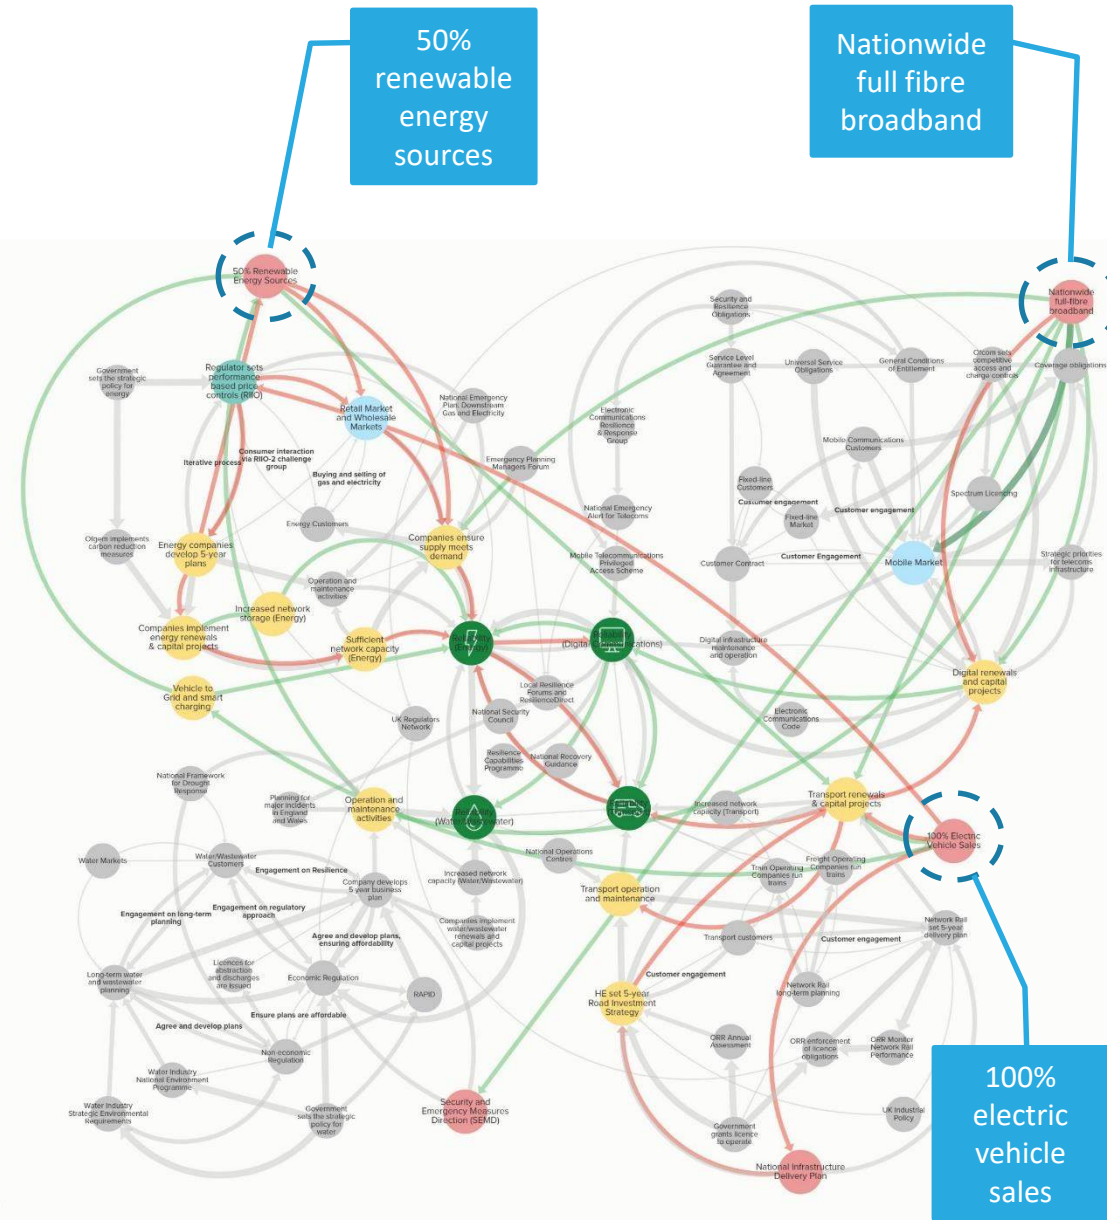 50%
renewable
energy
sources
Nationwide
full fibre
broadband
50% Renewable
Energy Sources
Nationwide
full-fibre
broadband
Security and
Resilience
Obligations
Government
sets the strategic
policy for
energy
Regulator sets
performance
based price
controls (RIIO)
Service Level
Guarantee and
Agreement
Universal Service
Obligations
General Conditions
of Entitlement
Ofcom sets
competitive
access and
charge controls
Coverage obligations
Retail Market
and Wholesale
Markets
National Emergency
Plan, Downstream
Gas and Electricity
Electronic
Communications
Resilience
& Response
Group
Mobile Communications
Customers
Iterative process
Consumer interaction
via RIIO-2 challenge
group
Buying and selling of
gas and electricity
Emergency Planning
Managers Forum
Fixed-line
Customers
Customer engagement
Spectrum Licencing
National Emergency
Alert for Telecoms
Fixed-line
Market
Customer engagement
Energy Customers
Ofgem implements
carbon reduction
measures
Energy companies
develop 5-year
plans
Companies ensure
supply meets
demand
Mobile Telecommunications
Privileged
Access Scheme
Customer Contract
Customer Engagement
Mobile Market
Strategic priorities
for telecoms
infrastructure
Operation and
maintenance
activities
Increased network
storage (Energy)
Companies implement
energy renewals
& capital projects
Sufficient
network capacity
(Energy)
Reliability
(Energy)
Reliability
(Digital Communications)
Digital infrastructure
maintenance
and operation
Digital renewals
and capital
projects
Vehicle to
Grid and smart
charging
Local Resilience
Forums and
ResilienceDirect
UK Regulators
Network
National Security
Council
Electronic
Communications
Code
Resilience
Capabilities
Programme
National Recovery
Guidance
National Framework
for Drought
Response
Planning for
major incidents
in England
and Wales
Operation and
maintenance
activities
Reliability
(Water/Wastewater)
Increased network
capacity (Transport)
Transport renewals
& capital projects
100% Electric
Vehicle Sales
Water Markets
Water/Wastewater
Customers
Engagement on Resilience
Company develops
5 year business
plan
Increased network
capacity (Water/Wastewater)
National Operations
Centres
Train Operating
Companies run
trains
Freight Operating
Companies run
trains
Transport operation
and maintenance
Engagement on long-term
planning
Engagement on regulatory
approach
Agree and develop plans,
ensuring affordability
Companies implement
water/wastewater
renewals and
capital projects
Transport customers
Customer engagement
Network Rail
set 5-year
delivery plan
Long-term water
and wastewater
planning
Licences for
abstraction
and discharges
are issued
Economic Regulation
RAPID
Customer engagement
HE set 5-year
Road Investment
Strategy
Network Rail
long-term planning
Ensure plans are affordable
Agree and develop plans
Non-economic
Regulation
ORR Annual
Assessment
ORR enforcement
of licence
obligations
ORR Monitor
Network Rail
Performance
Water Industry
National Environment
Programme
Water Industry
Strategic Environmental
Requirements
Government
sets the strategic
policy for
water
Security and
Emergency Measures
Direction (SEMD)
Government
grants licence
to operate
UK Industrial
Policy
National Infrastructure
Delivery Plan
100%
electric
vehicle
sales